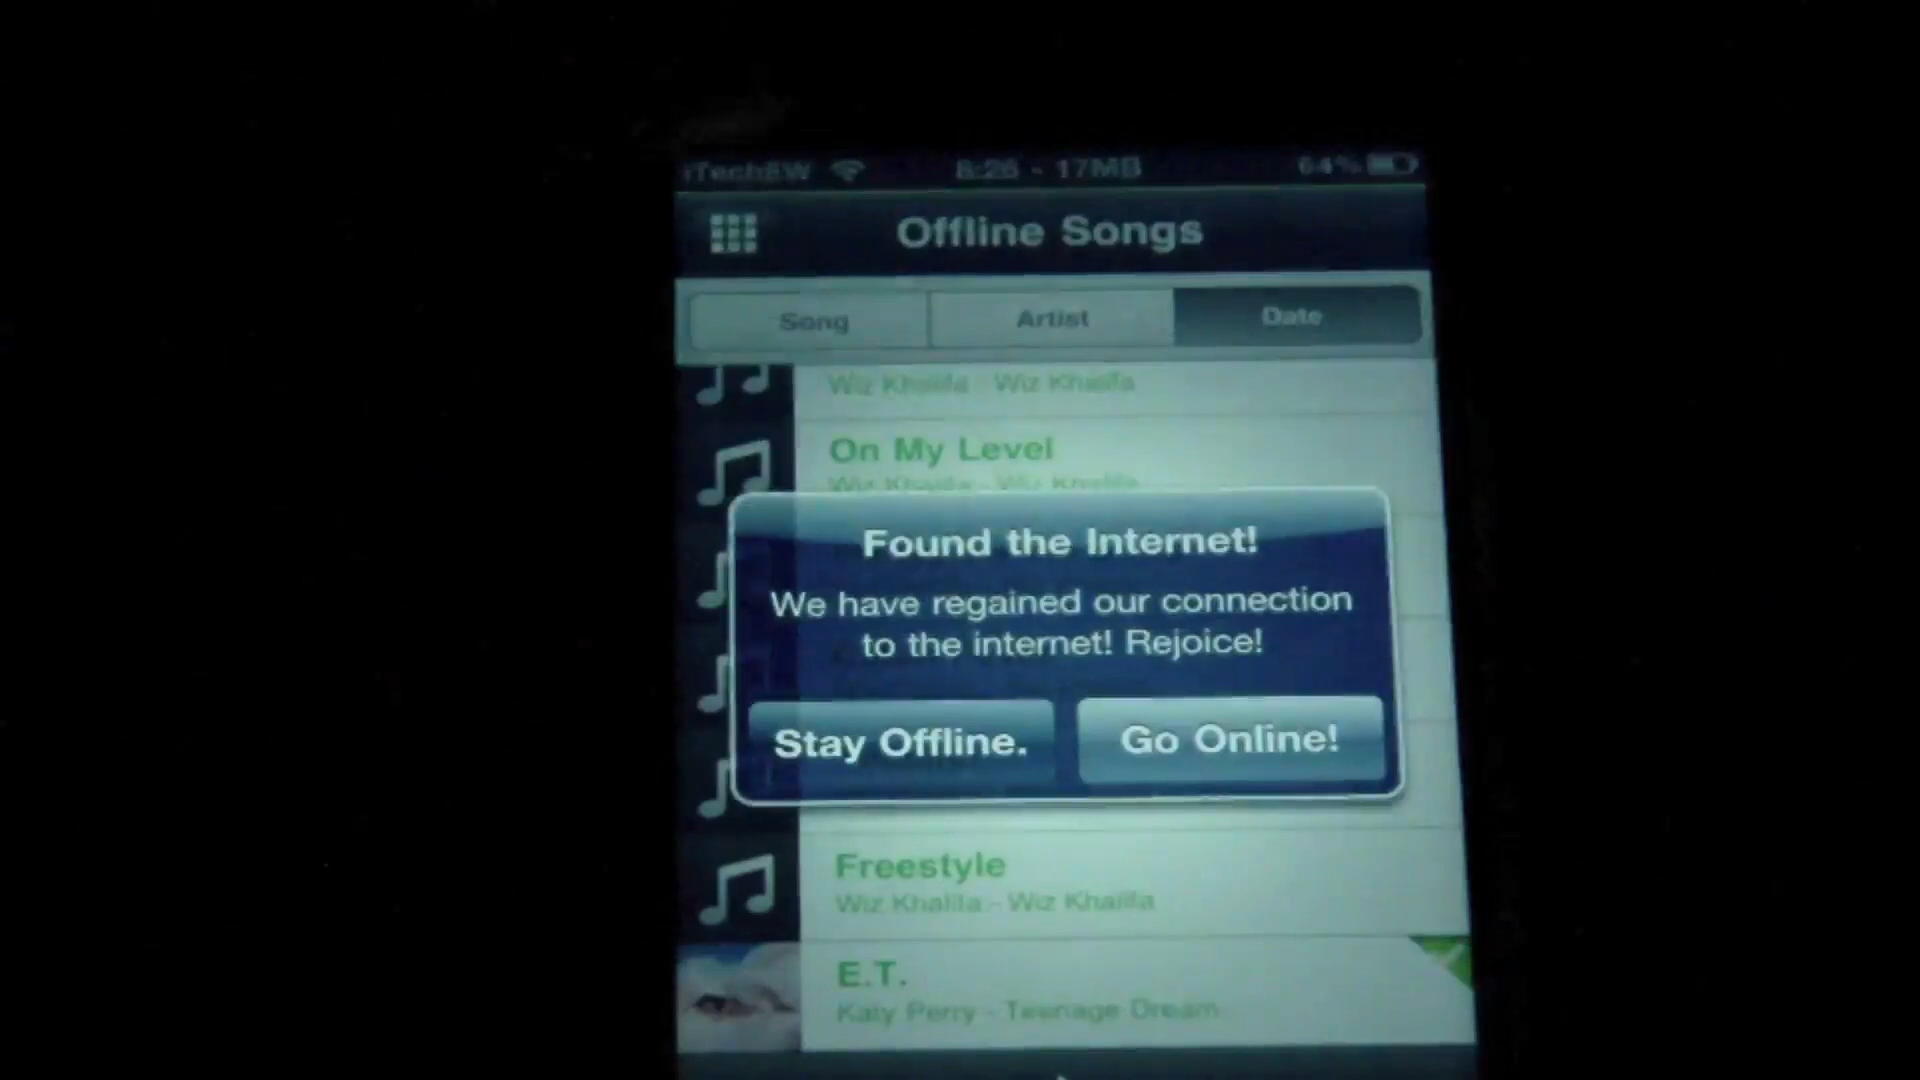 iTechEW 8:26 - 17MB 64%
Offline Songs
Song Artist Date
Wiz Khalifa - Wiz Khalifa
On My Level
Wiz Khalifa - Wiz Khalifa
Found the Internet!
We have regained our connection
to the internet! Rejoice!
Stay Offline. Go Online!
Freestyle
Wiz Khalifa - Wiz Khalifa
E.T.
Katy Perry - Teenage Dream